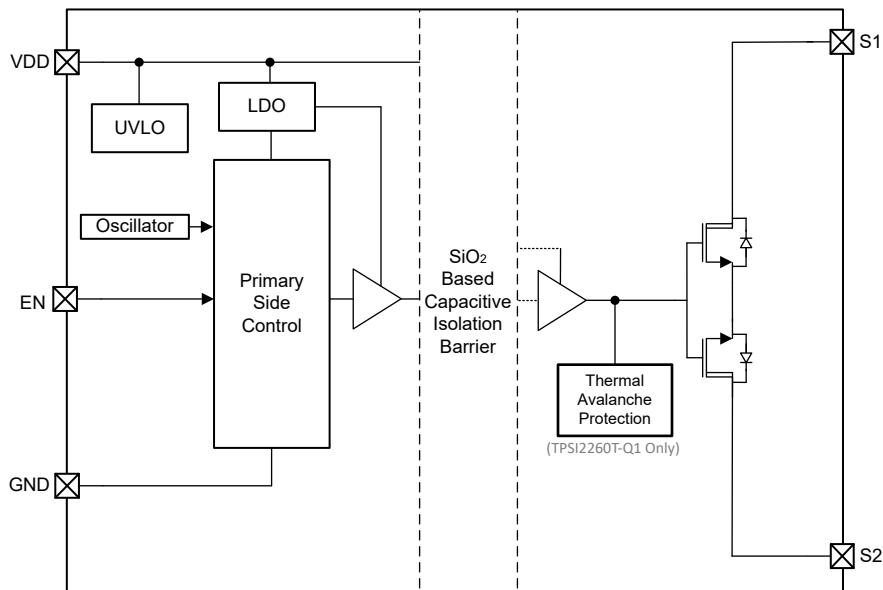 VDD
UVLO
LDO
Oscillator
EN
Primary
Side
Control
GND
SiO₂
Based
Capacitive
Isolation
Barrier
Thermal
Avalanche
Protection
(TPSI2260T-Q1 Only)
S1
S2